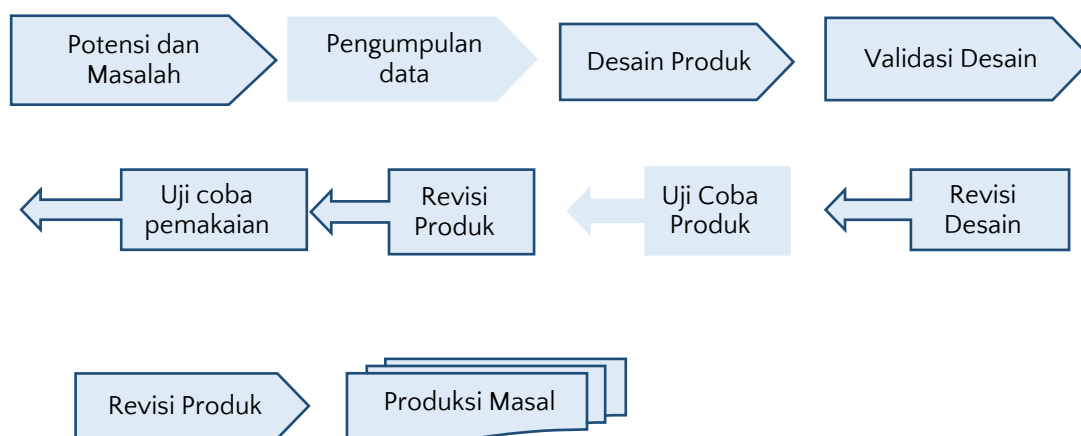 Potensi dan
Masalah
Pengumpulan
data
Desain Produk
Validasi Desain
Uji coba
pemakaian
Revisi
Produk
Uji Coba
Produk
Revisi
Desain
Revisi Produk
Produksi Masal